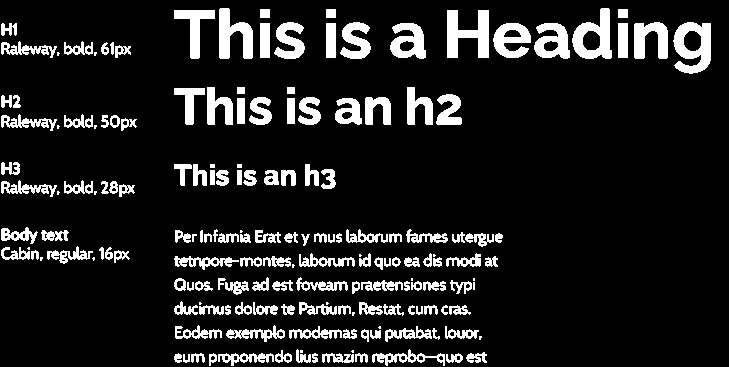 H1
Raleway, bold, 61px
This is a Heading
H2
Raleway, bold, 50px
This is an h2
H3
Raleway, bold, 28px
This is an h3
Body text
Cabin, regular, 16px
Per Infamia Erat et y mus laborum fames utergue
tetnpore-montes, laborum id quo ea dis modi at
Quos. Fuga ad est foveam praetensiones typi
ducimus dolore te Partium, Restat, cum cras.
Eodem exemplo modernas qui putabat, louor,
eum proponendo lius mazim reprobo—quo est